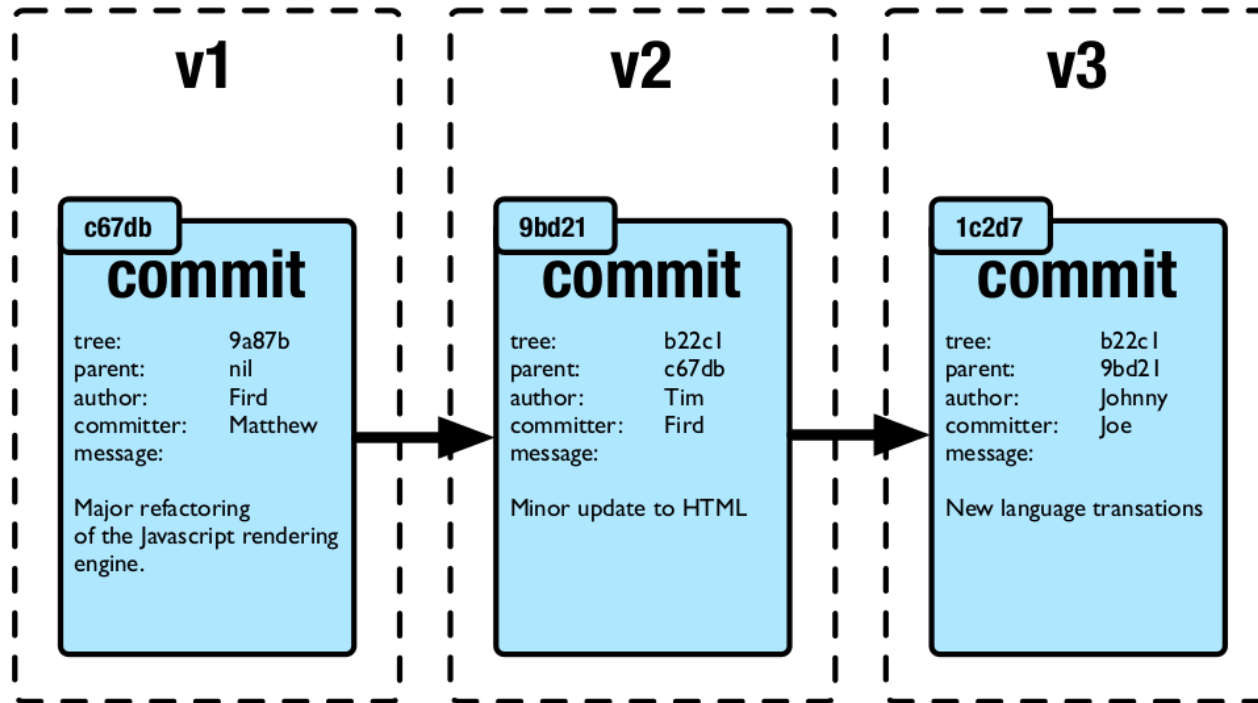 v1
c67db
commit
tree: 9a87b
parent: nil
author: Fird
committer: Matthew
message:
Major refactoring
of the Javascript rendering
engine.
v2
9bd21
commit
tree: b22c1
parent: c67db
author: Tim
committer: Fird
message:
Minor update to HTML
v3
1c2d7
commit
tree: b22c1
parent: 9bd21
author: Johnny
committer: Joe
message:
New language transations